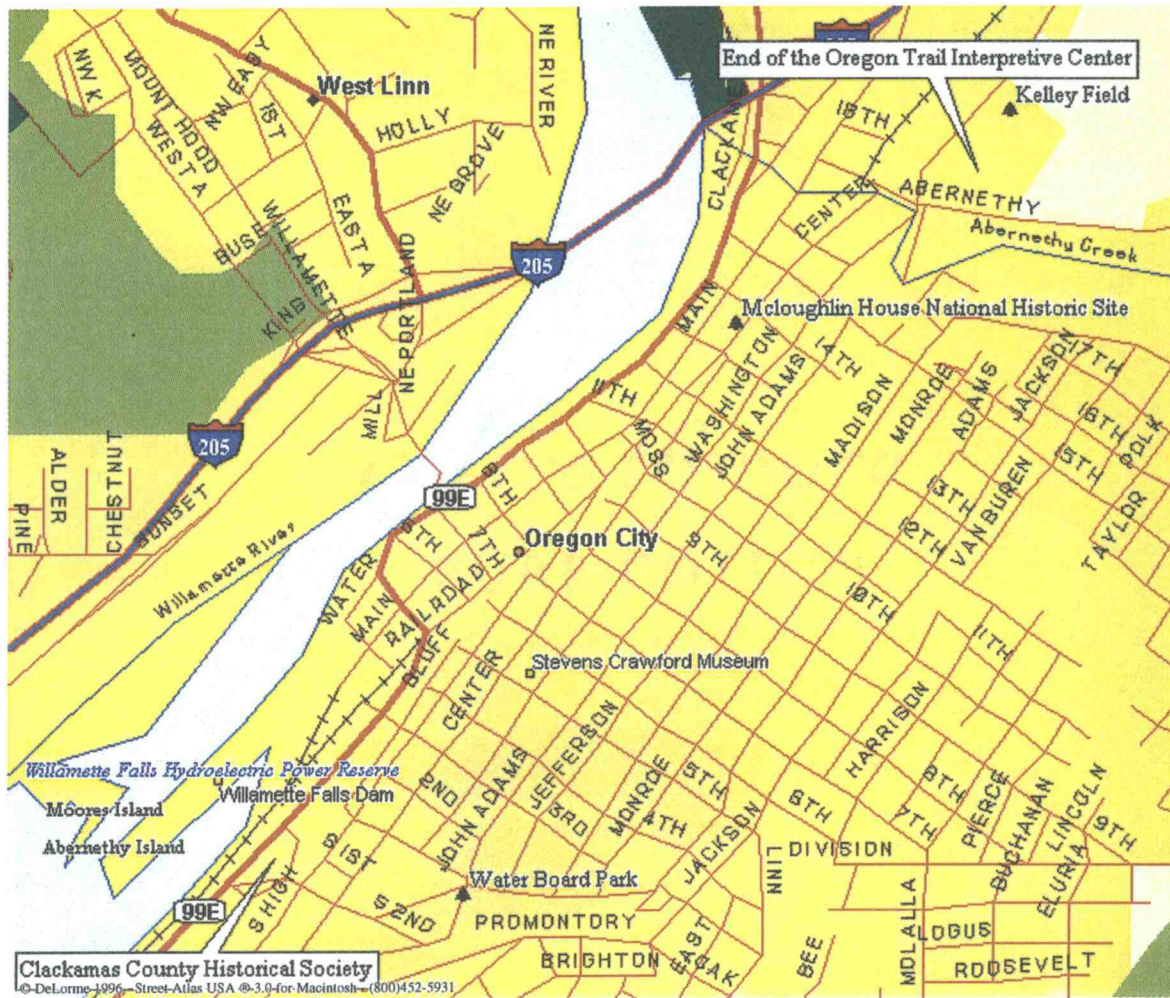 End of the Oregon Trail Interpretive Center
Kelley Field
West Linn
NW K
MOUNT HOOD
NW EASY
1ST
WEST A
HOLLY
NE RIVER
NE GROVE
EAST A
BUSE
WILLAMETTE
KING
NE PORTLAND
MILL
205
205
CLACKAMETTE
15TH
CENTER
ABERNETHY
Abernethy Creek
Mcloughlin House National Historic Site
MAIN
11TH
MOSS
WASHINGTON
JOHN ADAMS
14TH
MADISON
MONROE
ADAMS
JACKSON
17TH
16TH
POLK
15TH
TAYLOR
13TH
12TH
VAN BUREN
PINE
ALDER
CHESTNUT
SUNSET
Willamette River
99E
8TH
7TH
Oregon City
9TH
10TH
11TH
WATER
MAIN
RAILROAD
BLUFF
CENTER
Stevens Crawford Museum
HARRISON
Willamette Falls Hydroelectric Power Reserve
Willamette Falls Dam
Moores Island
Abernethy Island
2ND
JOHN ADAMS
JEFFERSON
3RD
MONROE
4TH
5TH
JACKSON
6TH
7TH
8TH
PIERCE
BUCHANAN
LINCOLN
9TH
ELURIA
DIVISION
LINN
S 1ST
S HIGH
S 2ND
Water Board Park
99E
PROMONTORY
BRIGHTON
EAST
OAK
BEE
MOLALLA
LOGUS
ROOSEVELT
Clackamas County Historical Society
© DeLorme 1996 - Street Atlas USA ® 3.0 for Macintosh - (800)452-5931